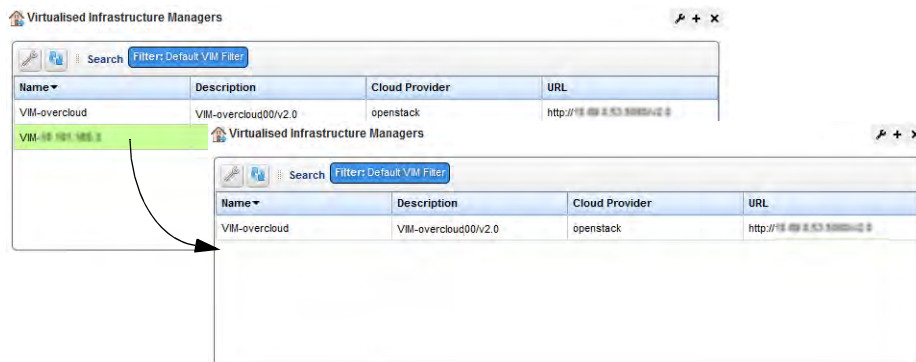 Virtualised Infrastructure Managers
Search Filter: Default VIM Filter
Name Description Cloud Provider URL
VIM-overcloud VIM-overcloud00/v2.0 openstack http://
VIM-
Virtualised Infrastructure Managers
Search Filter: Default VIM Filter
Name Description Cloud Provider URL
VIM-overcloud VIM-overcloud00/v2.0 openstack http://